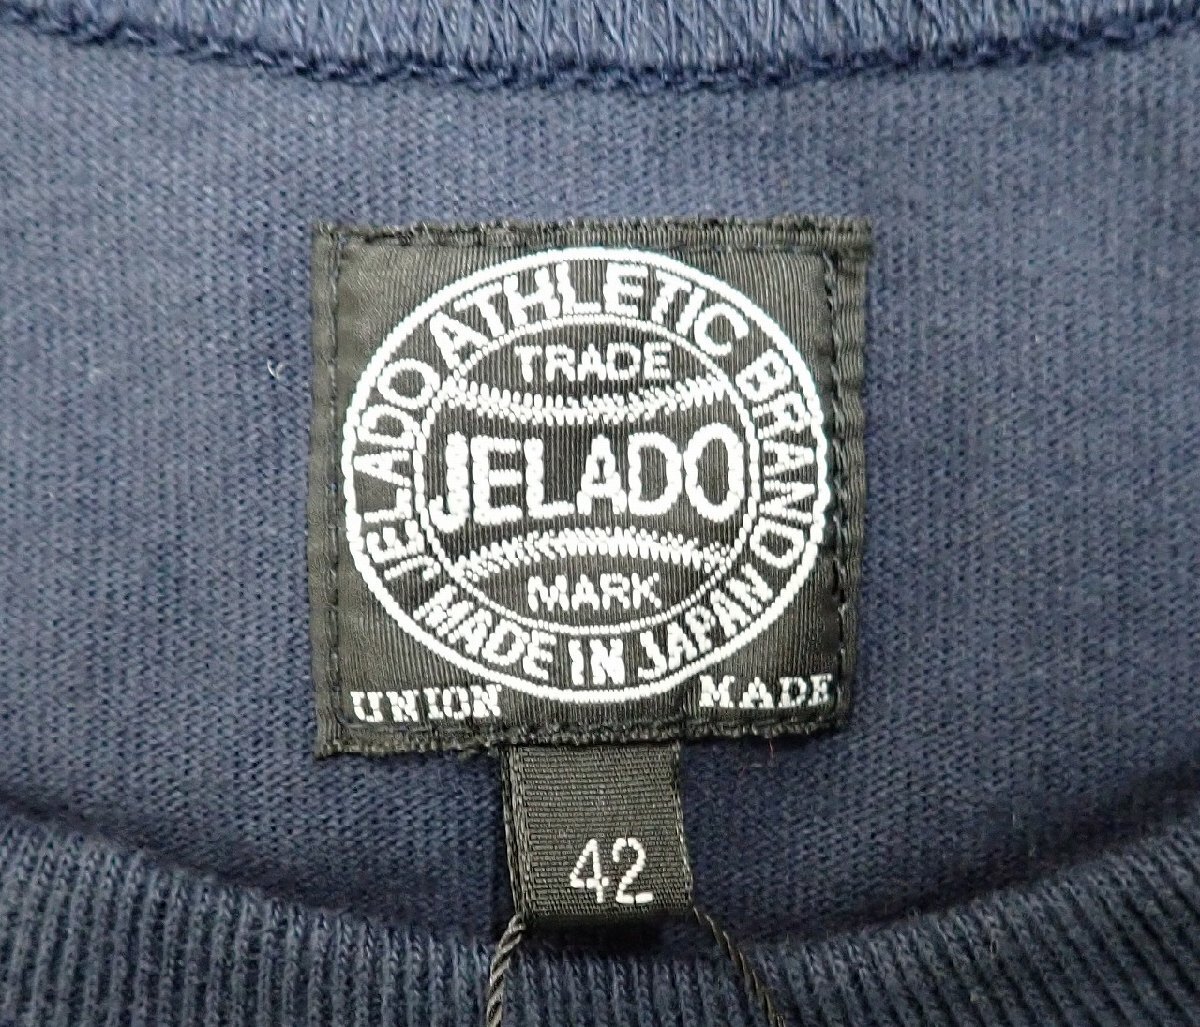 JELADO ATHLETIC BRAND
TRADE
JELADO
MARK
MADE IN JAPAN
UNION MADE
42